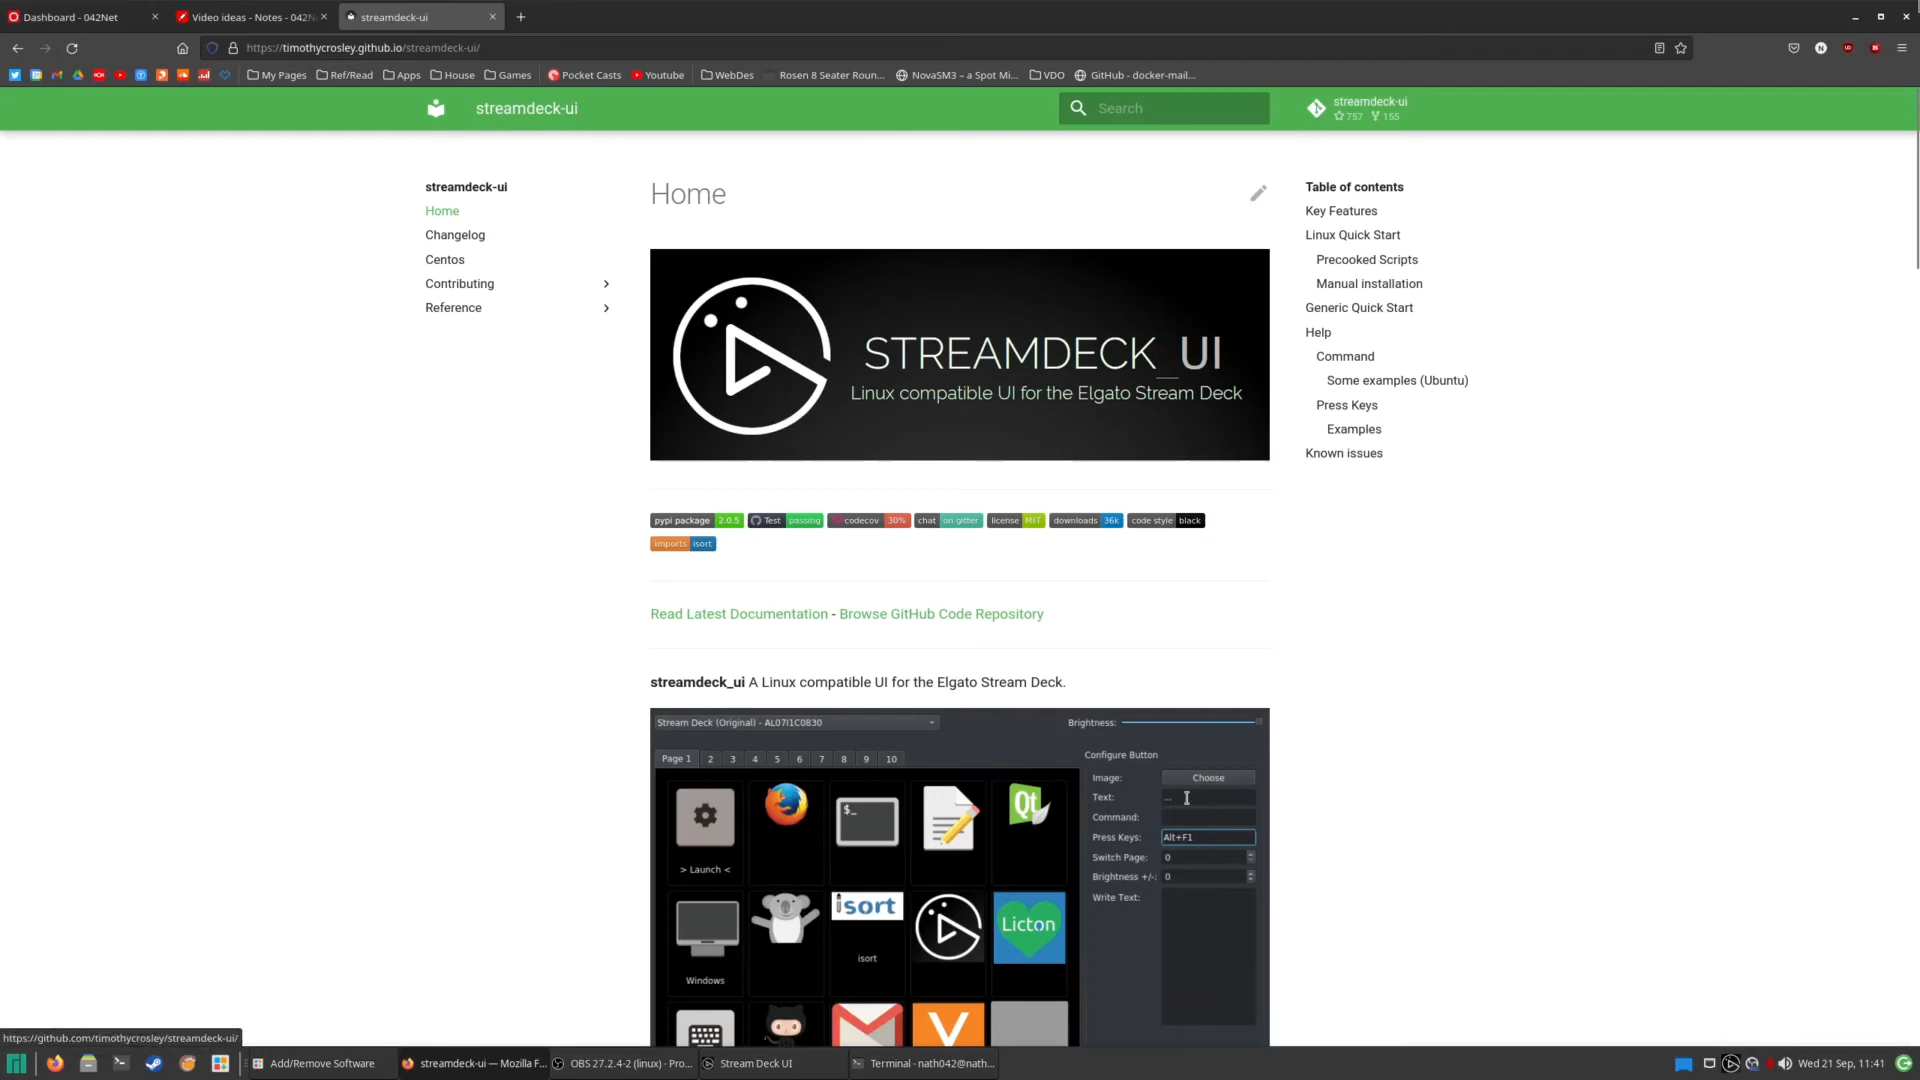 Dashboard - 042Net
Video ideas - Notes - 042N
streamdeck-ui
https://timothycrosley.github.io/streamdeck-ui/
My Pages
Ref/Read
Apps
House
Games
Pocket Casts
Youtube
WebDes
Rosen 8 Seater Roun...
NovaSM3 – a Spot Mi...
VDO
GitHub - docker-mail...
streamdeck-ui
Search
streamdeck-ui
757 155
streamdeck-ui
Home
Changelog
Centos
Contributing
Reference
Home
STREAMDECK_UI
Linux compatible UI for the Elgato Stream Deck
pypi package 2.0.5 Test passing codecov 30% chat on gitter license MIT downloads 36k code style black
imports isort
Read Latest Documentation - Browse GitHub Code Repository
streamdeck_ui A Linux compatible UI for the Elgato Stream Deck.
Stream Deck (Original) - AL07I1C0830
Brightness:
Page 1 2 3 4 5 6 7 8 9 10
$_
Qt
> Launch <
isort
Licton
Windows
isort
Configure Button
Image: Choose
Text: ...
Command:
Press Keys: Alt+F1
Switch Page: 0
Brightness +/-: 0
Write Text:
Table of contents
Key Features
Linux Quick Start
Precooked Scripts
Manual installation
Generic Quick Start
Help
Command
Some examples (Ubuntu)
Press Keys
Examples
Known issues
https://github.com/timothycrosley/streamdeck-ui/
Add/Remove Software
streamdeck-ui — Mozilla F...
OBS 27.2.4-2 (linux) - Pro...
Stream Deck UI
Terminal - nath042@nath...
Wed 21 Sep, 11:41